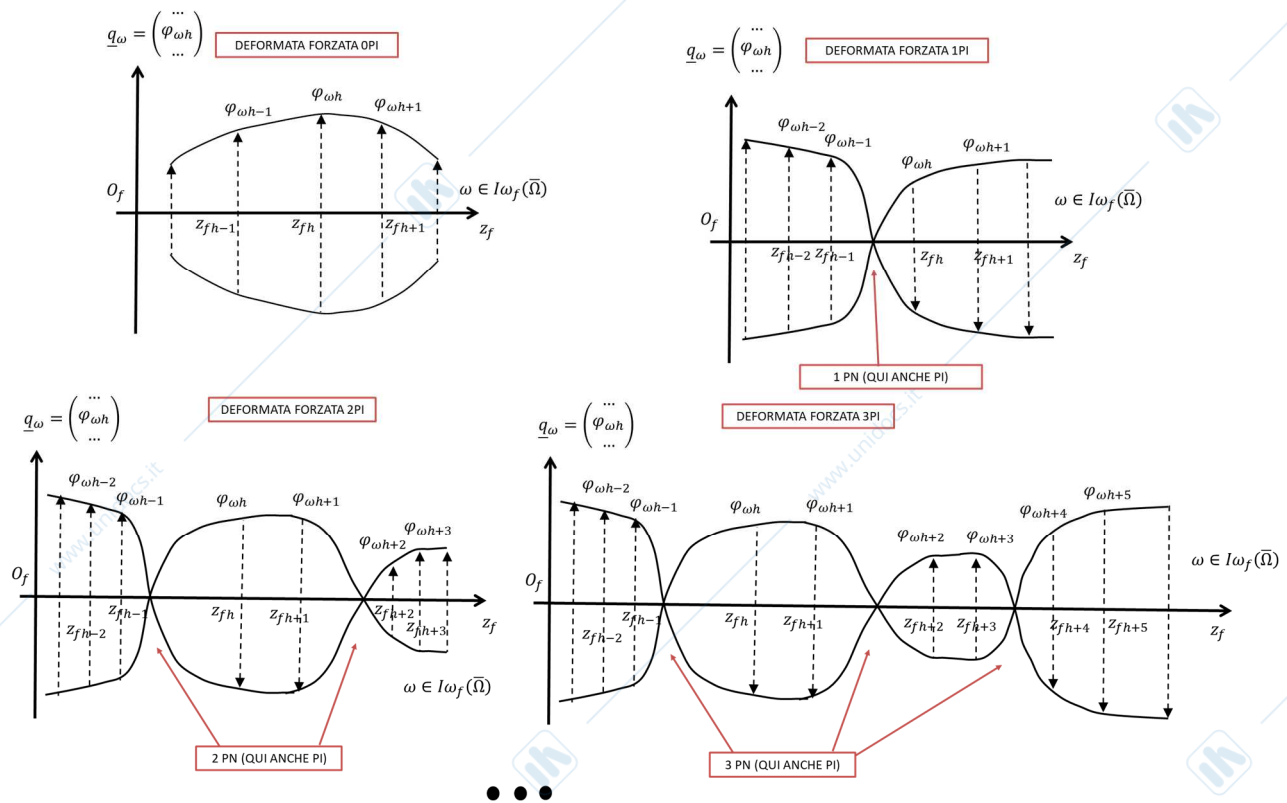 q_ω = (... φ_ωh ...)
DEFORMATA FORZATA 0PI
φ_ωh−1
φ_ωh
φ_ωh+1
O_f
ω ∈ Iω_f(Ω̅)
z_fh−1
z_fh
z_fh+1
z_f
q_ω = (... φ_ωh ...)
DEFORMATA FORZATA 1PI
φ_ωh−2
φ_ωh−1
φ_ωh
φ_ωh+1
O_f
ω ∈ Iω_f(Ω̅)
z_fh−2
z_fh−1
z_fh
z_fh+1
z_f
1 PN (QUI ANCHE PI)
q_ω = (... φ_ωh ...)
DEFORMATA FORZATA 2PI
φ_ωh−2
φ_ωh−1
φ_ωh
φ_ωh+1
φ_ωh+2
φ_ωh+3
O_f
z_fh−2
z_fh−1
z_fh
z_fh+1
z_fh+2
z_fh+3
z_f
ω ∈ Iω_f(Ω̅)
2 PN (QUI ANCHE PI)
q_ω = (... φ_ωh ...)
DEFORMATA FORZATA 3PI
φ_ωh−2
φ_ωh−1
φ_ωh
φ_ωh+1
φ_ωh+2
φ_ωh+3
φ_ωh+4
φ_ωh+5
O_f
ω ∈ Iω_f(Ω̅)
z_fh−2
z_fh−1
z_fh
z_fh+1
z_fh+2
z_fh+3
z_fh+4
z_fh+5
z_f
3 PN (QUI ANCHE PI)
...
www.unidocs.it
www.unidocs.it